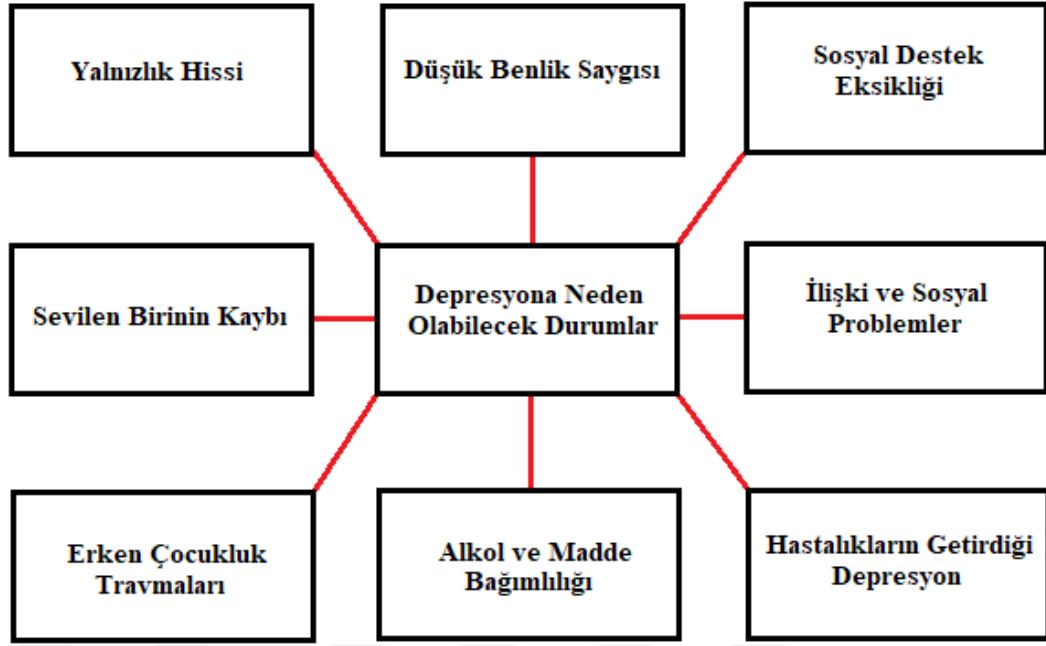 Yalnızlık Hissi
Düşük Benlik Saygısı
Sosyal Destek
Eksikliği
Sevilen Birinin Kaybı
Depresyona Neden
Olabilecek Durumlar
İlişki ve Sosyal
Problemler
Erken Çocukluk
Travmaları
Alkol ve Madde
Bağımlılığı
Hastalıkların Getirdiği
Depresyon